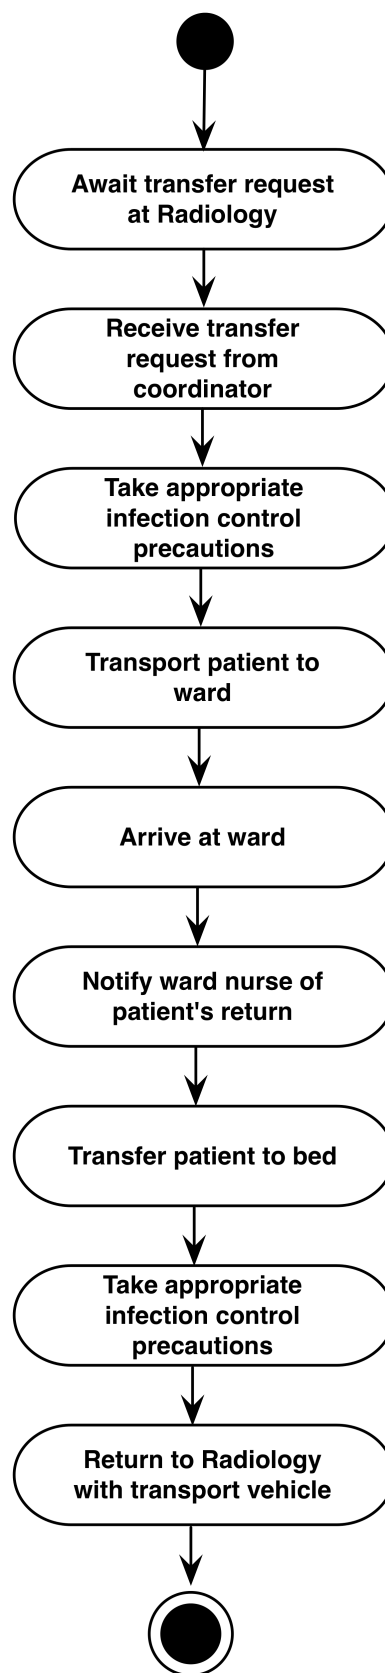 Await transfer request
at Radiology
Receive transfer
request from
coordinator
Take appropriate
infection control
precautions
Transport patient to
ward
Arrive at ward
Notify ward nurse of
patient's return
Transfer patient to bed
Take appropriate
infection control
precautions
Return to Radiology
with transport vehicle